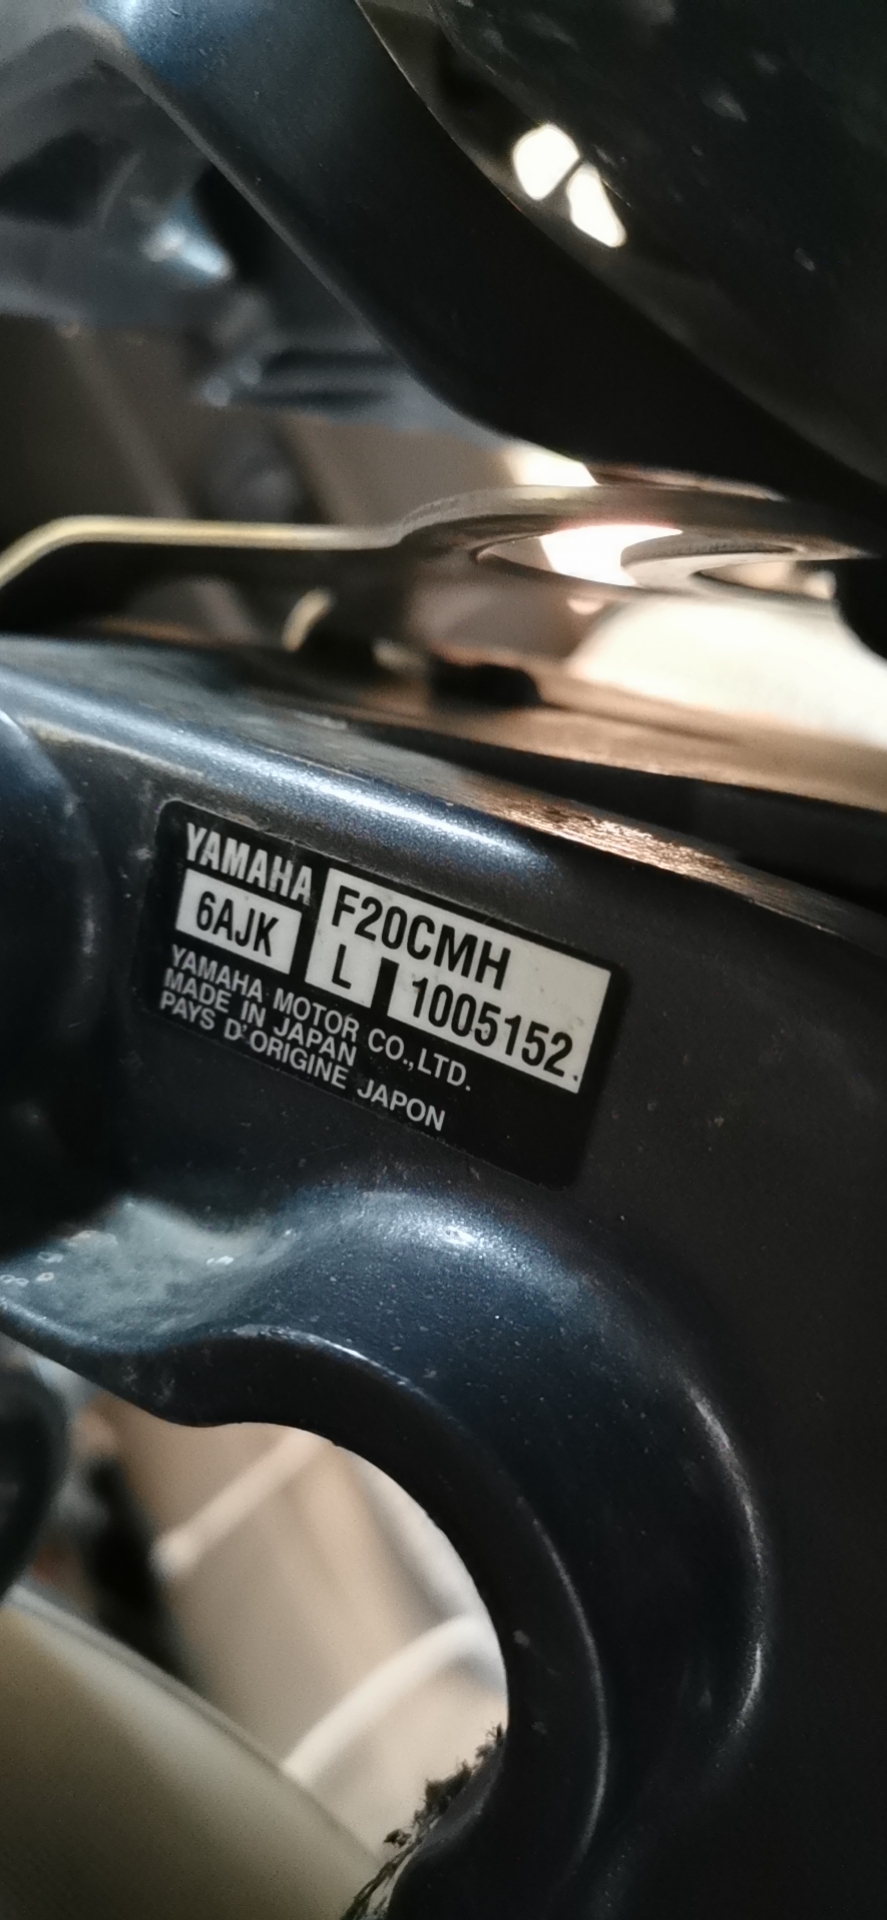 YAMAHA
F20CMH
6AJK
L 1005152.
YAMAHA MOTOR CO.,LTD.
MADE IN JAPAN
PAYS D'ORIGINE JAPON